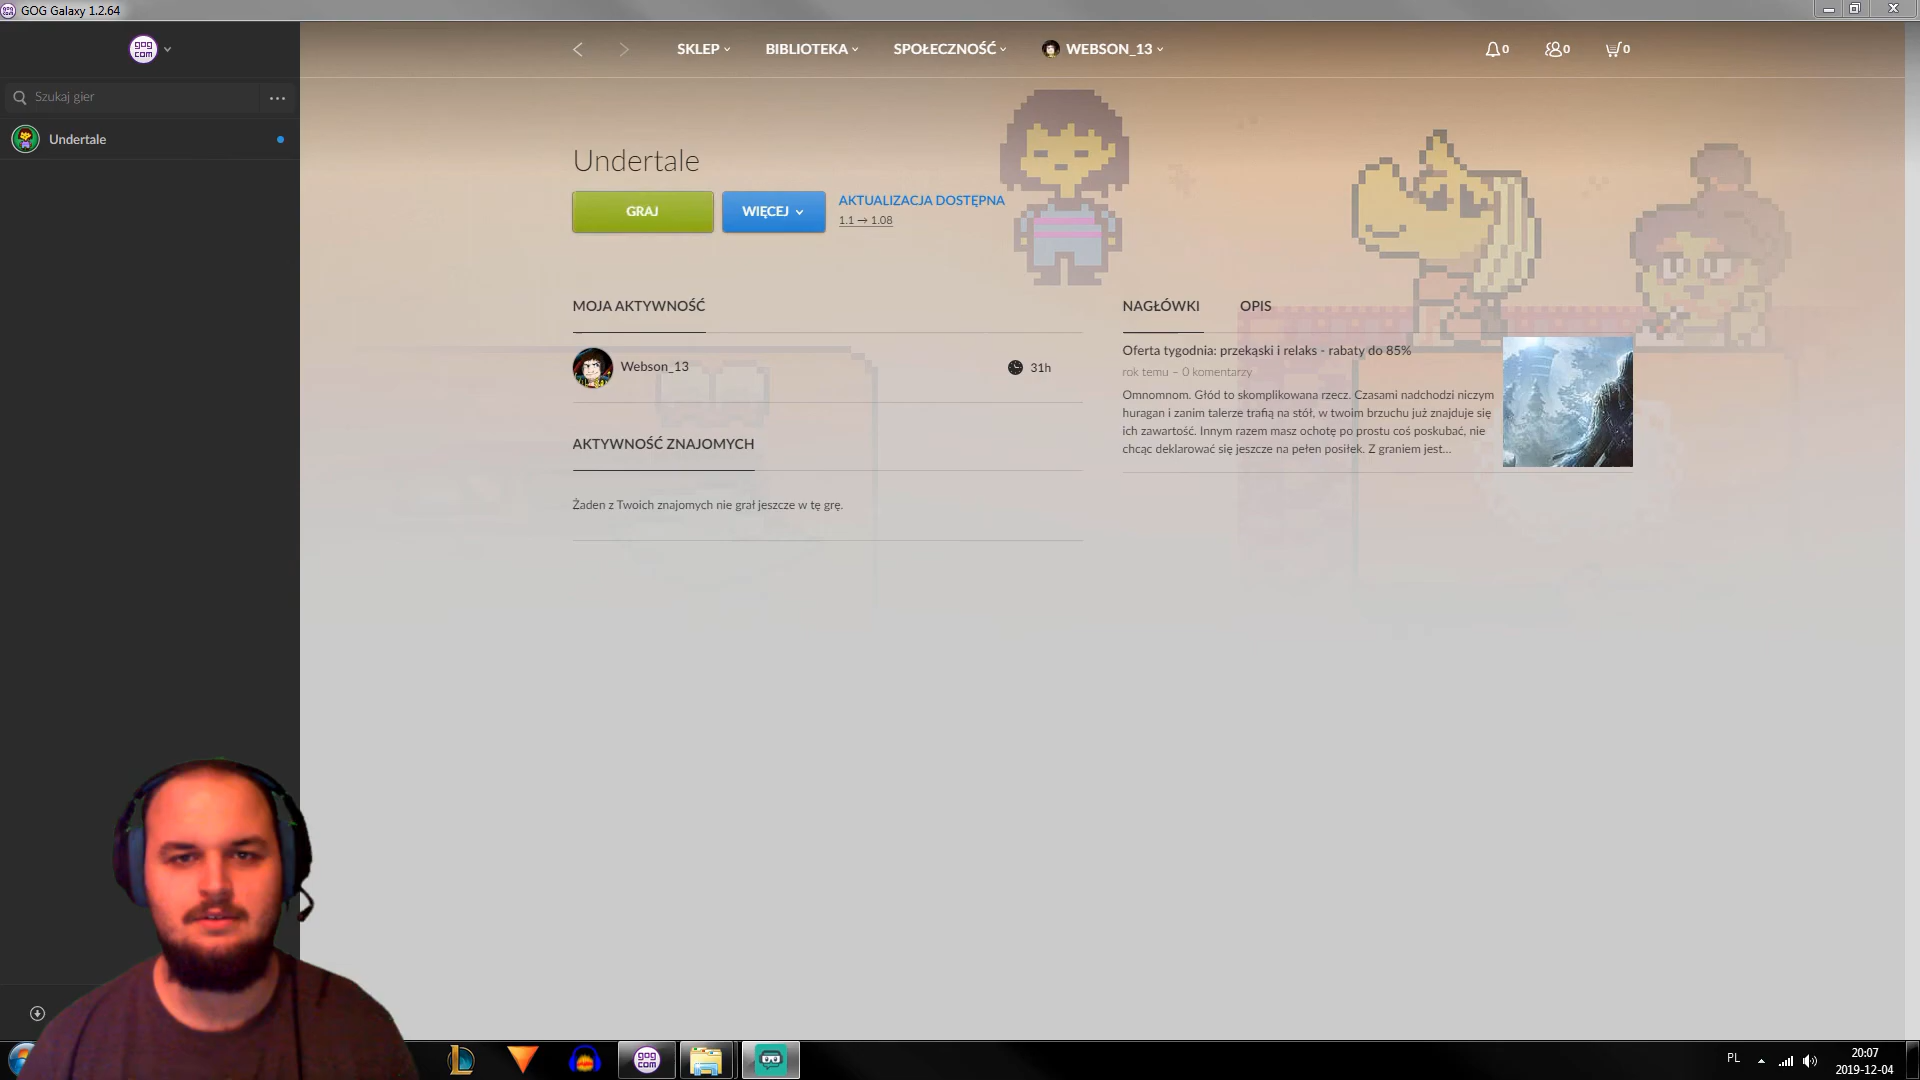 GOG Galaxy 1.2.64
gog
com
SKLEP
BIBLIOTEKA
SPOŁECZNOŚĆ
WEBSON_13
0
0
0
Szukaj gier
Undertale
Undertale
GRAJ
WIĘCEJ
AKTUALIZACJA DOSTĘPNA
1.1 → 1.08
MOJA AKTYWNOŚĆ
Webson_13
31h
AKTYWNOŚĆ ZNAJOMYCH
Żaden z Twoich znajomych nie grał jeszcze w tę grę.
NAGŁÓWKI
OPIS
Oferta tygodnia: przekąski i relaks - rabaty do 85%
rok temu – 0 komentarzy
Omnomnom. Głód to skomplikowana rzecz. Czasami nadchodzi niczym
huragan i zanim talerze trafią na stół, w twoim brzuchu już znajduje się
ich zawartość. Innym razem masz ochotę po prostu coś poskubać, nie
chcąc deklarować się jeszcze na pełen posiłek. Z graniem jest...
gog
com
PL
20:07
2019-12-04